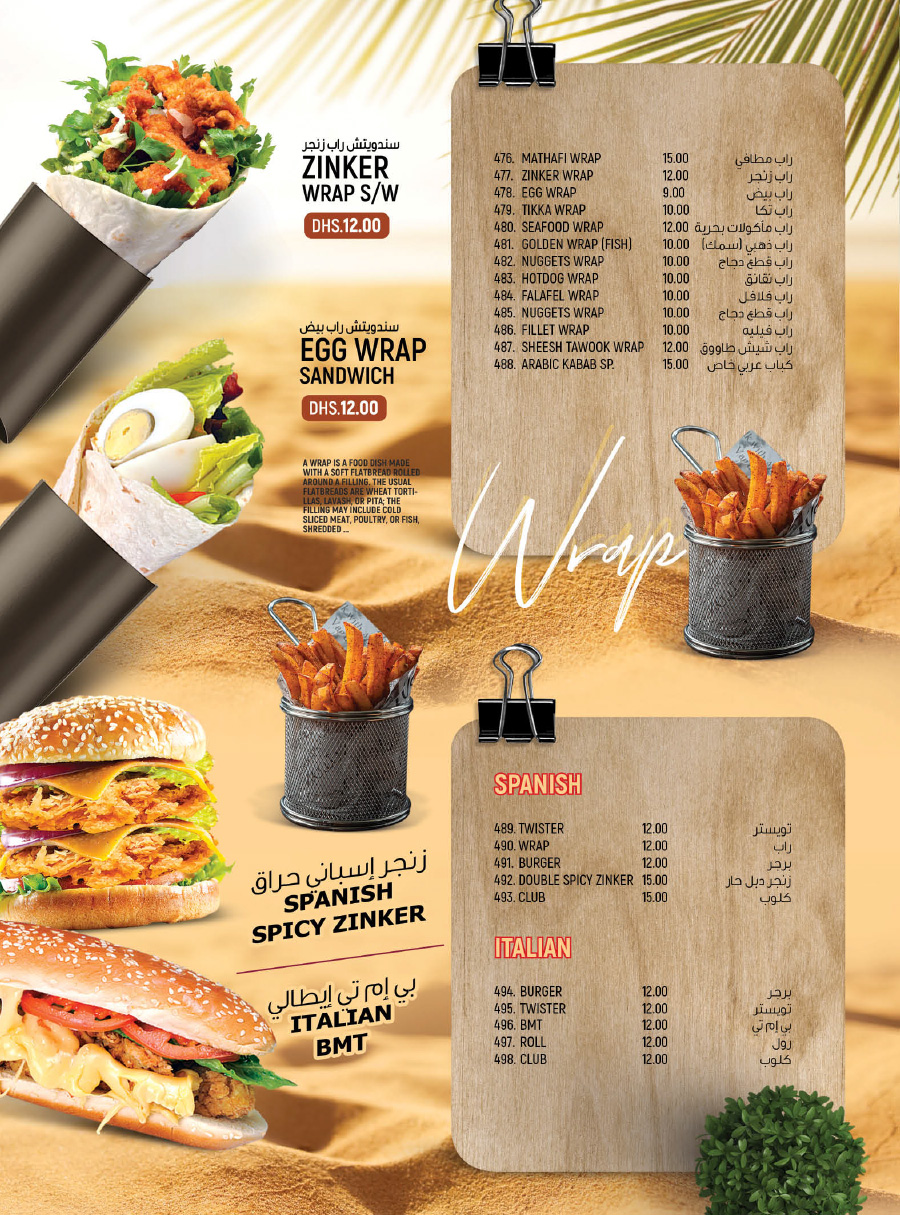 سندويتش راب زنجر
ZINKER
WRAP S/W
DHS.12.00
سندويتش راب بيض
EGG WRAP
SANDWICH
DHS.12.00
A WRAP IS A FOOD DISH MADE
WITH A SOFT FLATBREAD ROLLED
AROUND A FILLING. THE USUAL
FLATBREADS ARE WHEAT TORTI-
LLAS, LAVASH, OR PITA; THE
FILLING MAY INCLUDE COLD
SLICED MEAT, POULTRY, OR FISH,
SHREDDED ...
476. MATHAFI WRAP 15.00 راب مطافي
477. ZINKER WRAP 12.00 راب زنجر
478. EGG WRAP 9.00 راب بيض
479. TIKKA WRAP 10.00 راب تكا
480. SEAFOOD WRAP 12.00 راب مأكولات بحرية
481. GOLDEN WRAP (FISH) 10.00 راب ذهبي (سمك)
482. NUGGETS WRAP 10.00 راب قطع دجاج
483. HOTDOG WRAP 10.00 راب نقانق
484. FALAFEL WRAP 10.00 راب فلافل
485. NUGGETS WRAP 10.00 راب قطع دجاج
486. FILLET WRAP 10.00 راب فيليه
487. SHEESH TAWOOK WRAP 12.00 راب شيش طاووق
488. ARABIC KABAB SP. 15.00 كباب عربي خاص
Wrap
زنجر إسباني حراق
SPANISH
SPICY ZINKER
بي إم تي إيطالي
ITALIAN
BMT
SPANISH
489. TWISTER 12.00 تويستر
490. WRAP 12.00 راب
491. BURGER 12.00 برجر
492. DOUBLE SPICY ZINKER 15.00 زنجر دبل حار
493. CLUB 15.00 كلوب
ITALIAN
494. BURGER 12.00 برجر
495. TWISTER 12.00 تويستر
496. BMT 12.00 بي إم تي
497. ROLL 12.00 رول
498. CLUB 12.00 كلوب